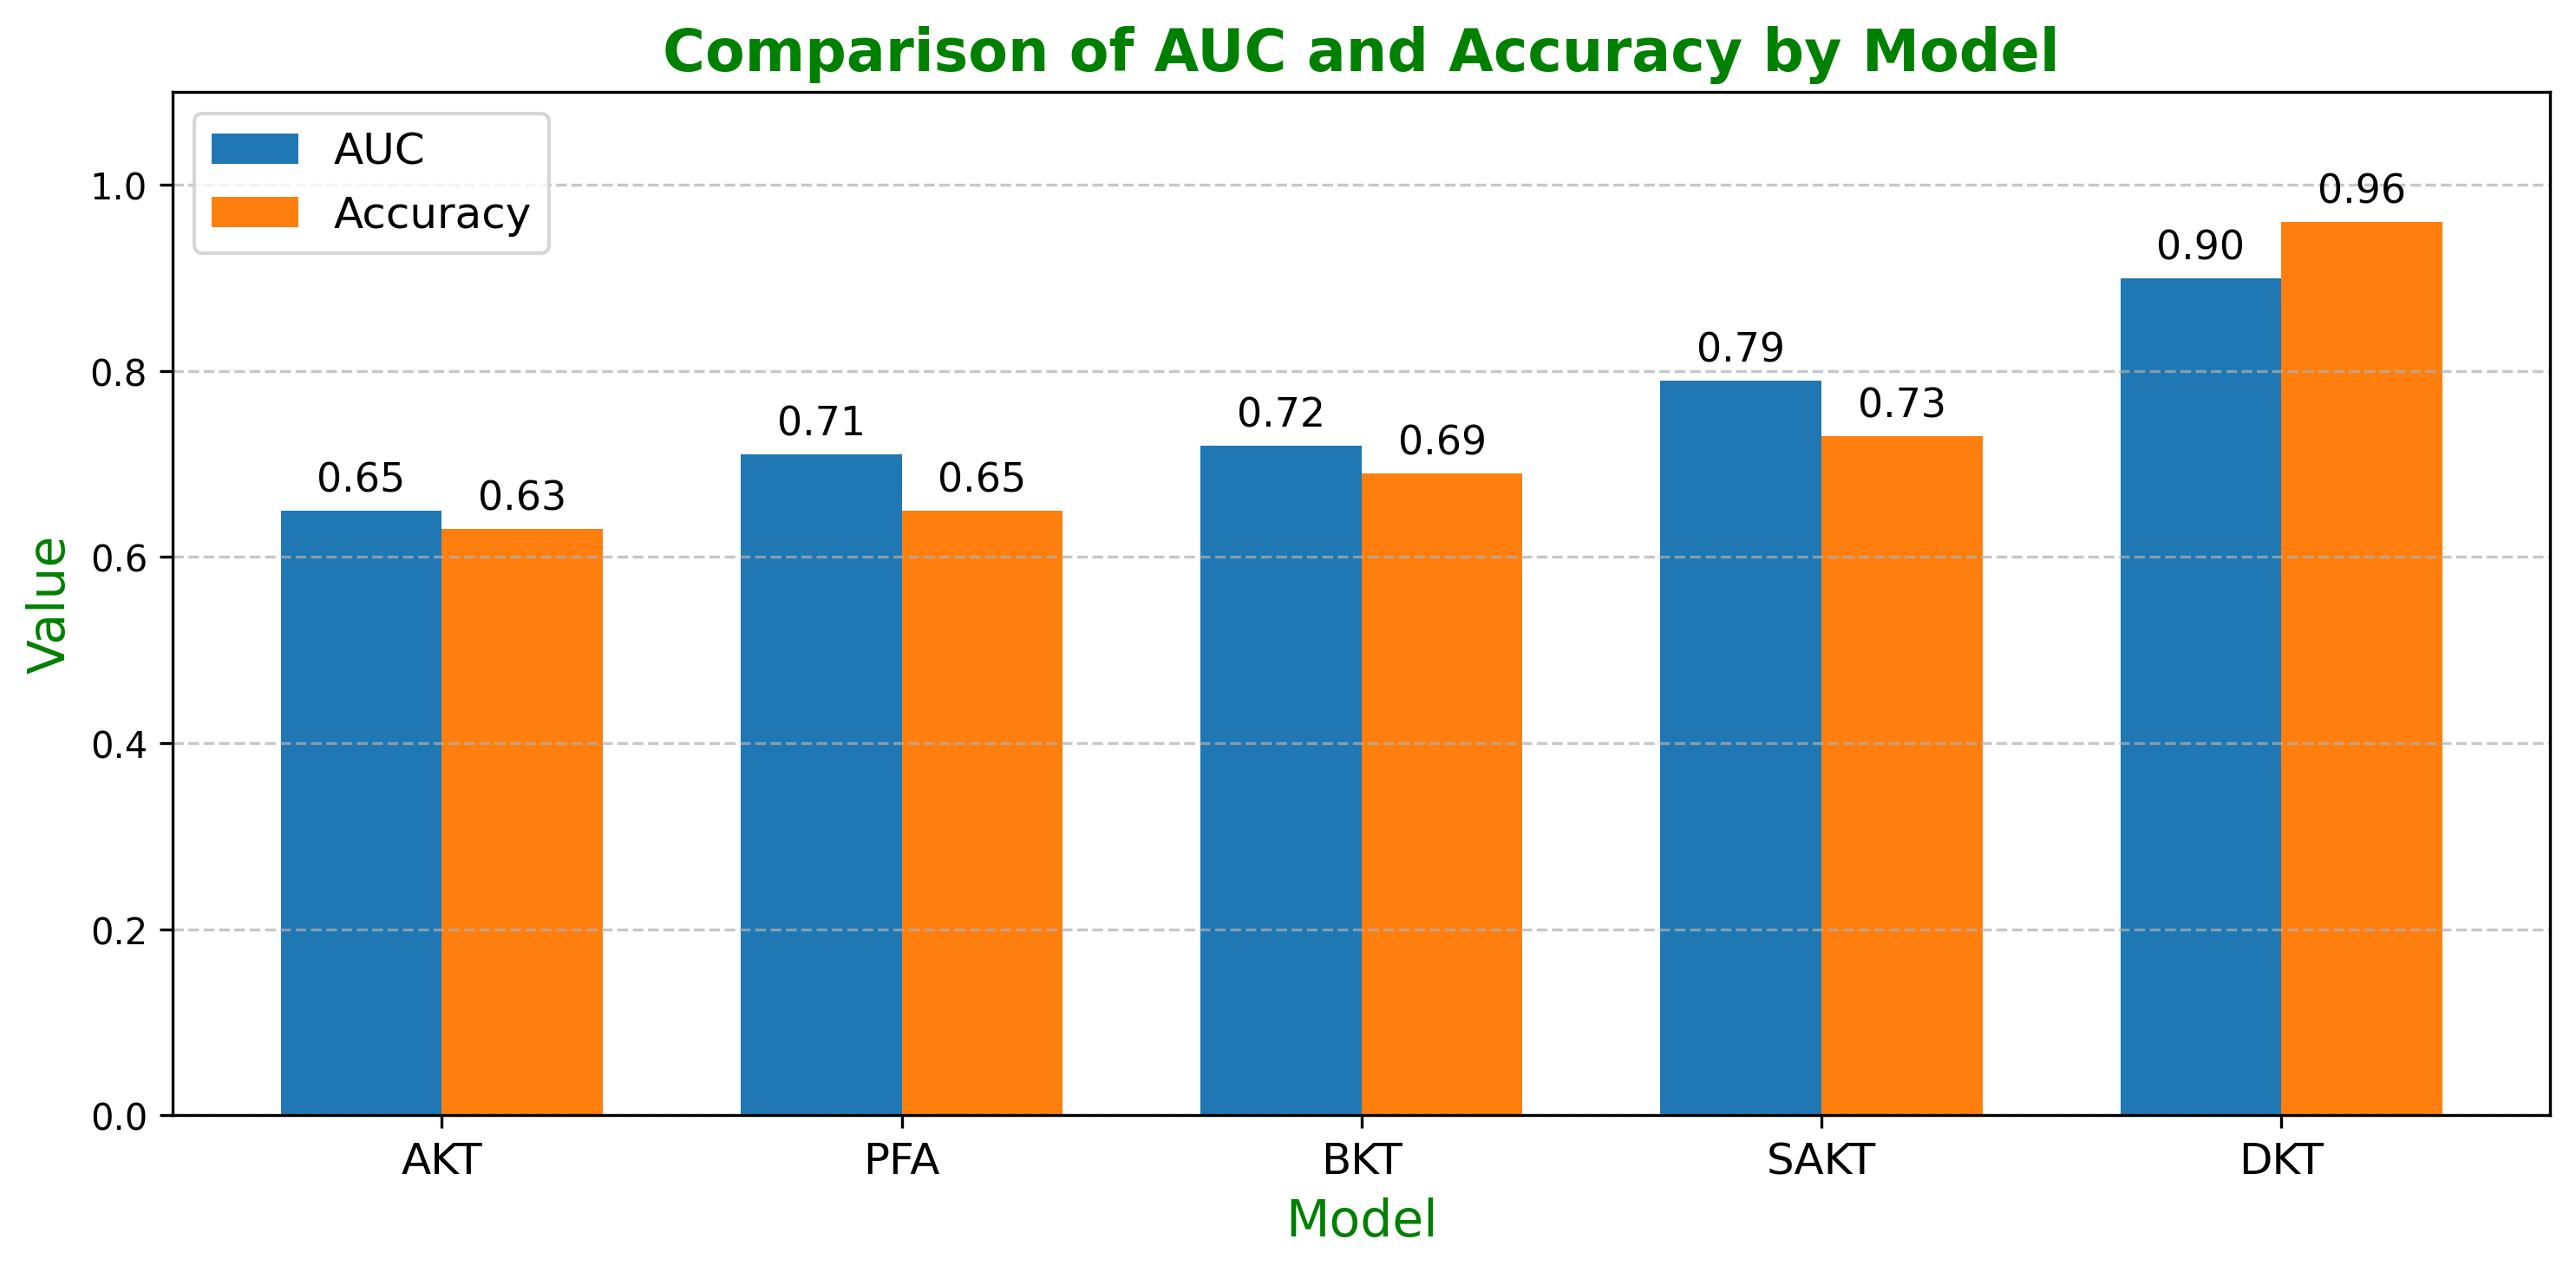 Comparison of AUC and Accuracy by Model
AUC
Accuracy
Value
1.0
0.8
0.6
0.4
0.2
0.0
0.65
0.63
0.71
0.65
0.72
0.69
0.79
0.73
0.90
0.96
AKT
PFA
BKT
SAKT
DKT
Model